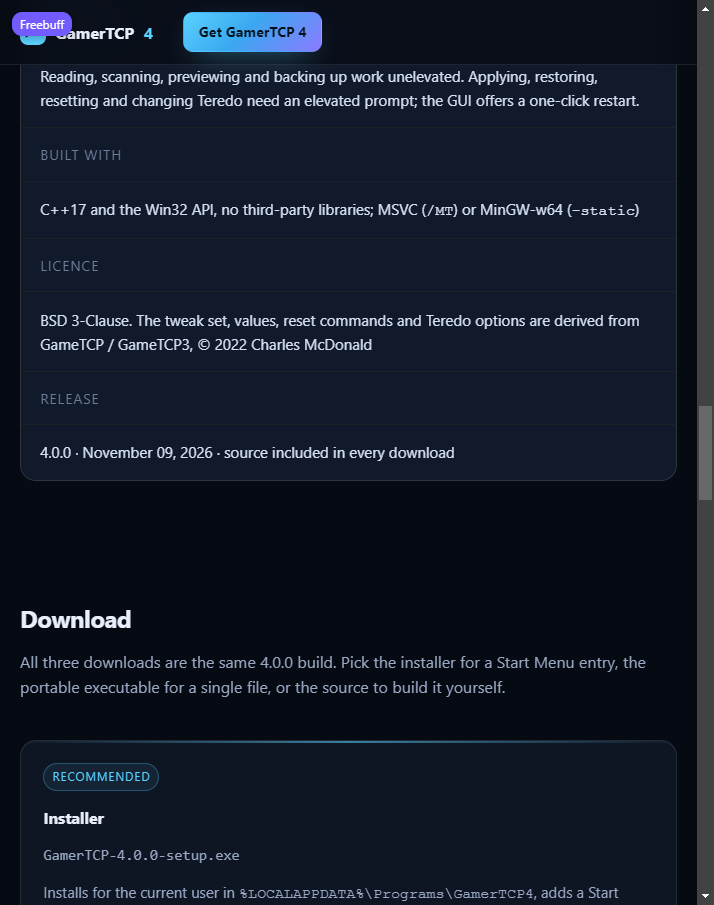 Freebuff
GamerTCP 4
Get GamerTCP 4
Reading, scanning, previewing and backing up work unelevated. Applying, restoring,
resetting and changing Teredo need an elevated prompt; the GUI offers a one-click restart.
BUILT WITH
C++17 and the Win32 API, no third-party libraries; MSVC (/MT) or MinGW-w64 (-static)
LICENCE
BSD 3-Clause. The tweak set, values, reset commands and Teredo options are derived from
GameTCP / GameTCP3, © 2022 Charles McDonald
RELEASE
4.0.0 · November 09, 2026 · source included in every download
Download
All three downloads are the same 4.0.0 build. Pick the installer for a Start Menu entry, the
portable executable for a single file, or the source to build it yourself.
RECOMMENDED
Installer
GamerTCP-4.0.0-setup.exe
Installs for the current user in %LOCALAPPDATA%\Programs\GamerTCP4, adds a Start